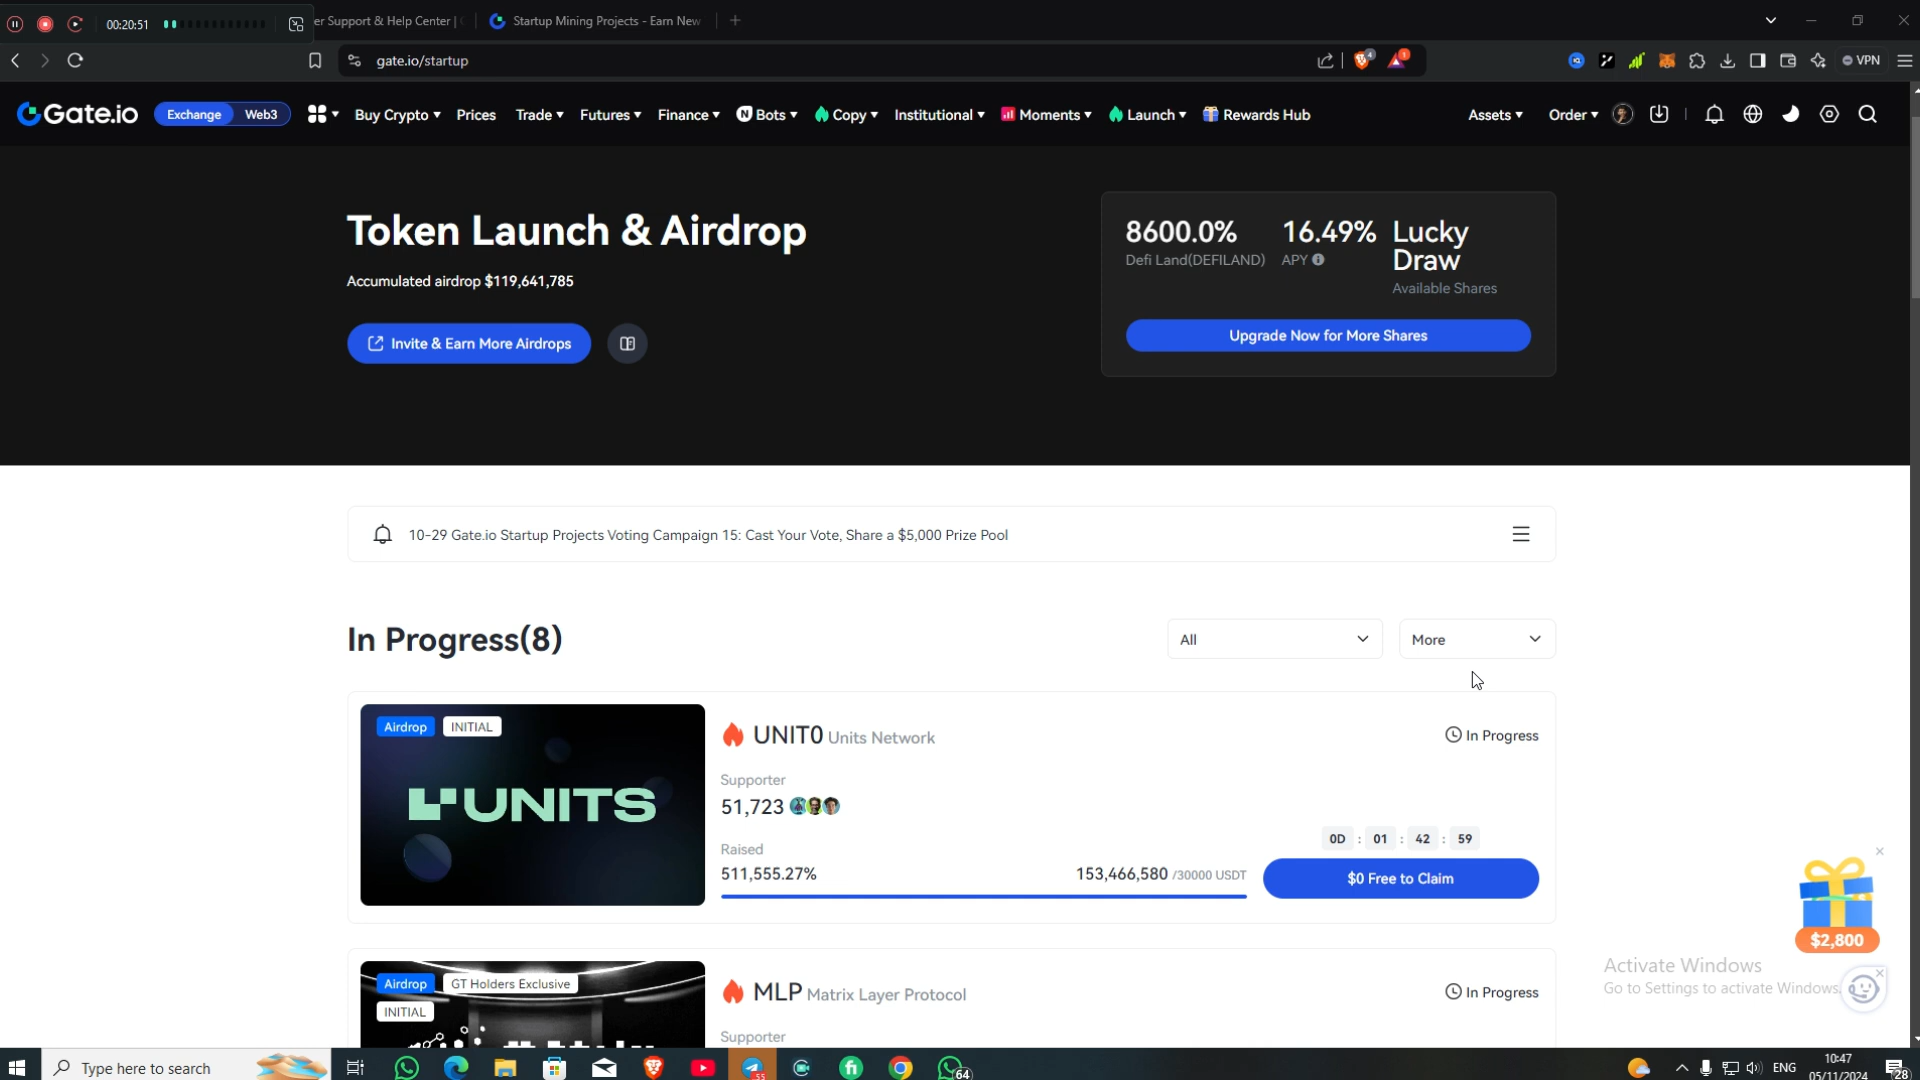 00:20:51
er Support & Help Center |
Startup Mining Projects - Earn New
gate.io/startup
4
1
VPN
Gate.io
Exchange
Web3
Buy Crypto
Prices
Trade
Futures
Finance
Bots
Copy
Institutional
Moments
Launch
Rewards Hub
Assets
Order
Token Launch & Airdrop
Accumulated airdrop $119,641,785
Invite & Earn More Airdrops
8600.0%
16.49%
Lucky
Draw
Defi Land(DEFILAND)
APY
Available Shares
Upgrade Now for More Shares
10-29 Gate.io Startup Projects Voting Campaign 15: Cast Your Vote, Share a $5,000 Prize Pool
In Progress(8)
All
More
Airdrop
INITIAL
UNITS
UNIT0 Units Network
In Progress
Supporter
51,723
0D : 01 : 42 : 59
Raised
511,555.27%
153,466,580 /30000 USDT
$0 Free to Claim
$2,800
Activate Windows
Go to Settings to activate Windows.
Airdrop
GT Holders Exclusive
INITIAL
MLP Matrix Layer Protocol
In Progress
Supporter
Type here to search
55
64
ENG
10:47
05/11/2024
28